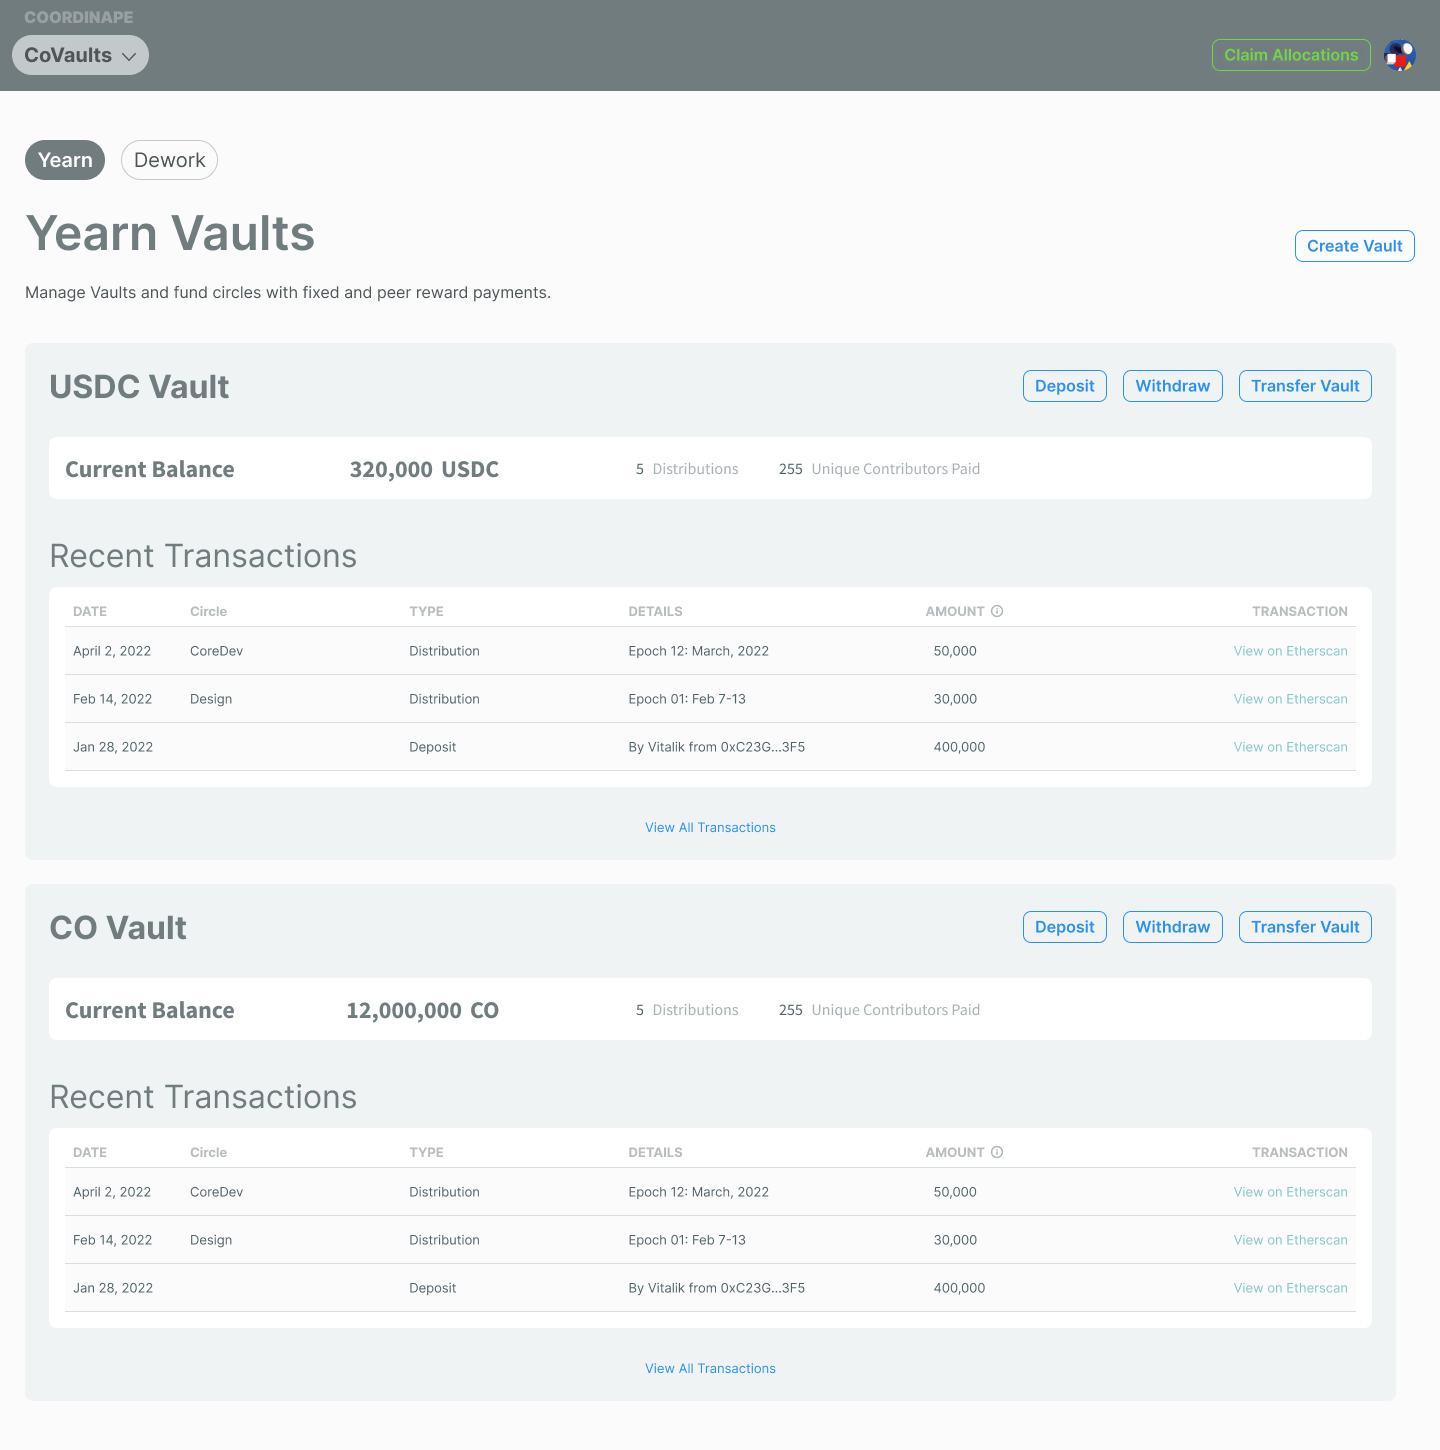 COORDINAPE
CoVaults
Claim Allocations
Yearn Dework
Yearn Vaults
Create Vault
Manage Vaults and fund circles with fixed and peer reward payments.
USDC Vault
Deposit Withdraw Transfer Vault
Current Balance 320,000 USDC 5 Distributions 255 Unique Contributors Paid
Recent Transactions
DATE Circle TYPE DETAILS AMOUNT TRANSACTION
April 2, 2022 CoreDev Distribution Epoch 12: March, 2022 50,000 View on Etherscan
Feb 14, 2022 Design Distribution Epoch 01: Feb 7-13 30,000 View on Etherscan
Jan 28, 2022 Deposit By Vitalik from 0xC23G...3F5 400,000 View on Etherscan
View All Transactions
CO Vault
Deposit Withdraw Transfer Vault
Current Balance 12,000,000 CO 5 Distributions 255 Unique Contributors Paid
Recent Transactions
DATE Circle TYPE DETAILS AMOUNT TRANSACTION
April 2, 2022 CoreDev Distribution Epoch 12: March, 2022 50,000 View on Etherscan
Feb 14, 2022 Design Distribution Epoch 01: Feb 7-13 30,000 View on Etherscan
Jan 28, 2022 Deposit By Vitalik from 0xC23G...3F5 400,000 View on Etherscan
View All Transactions